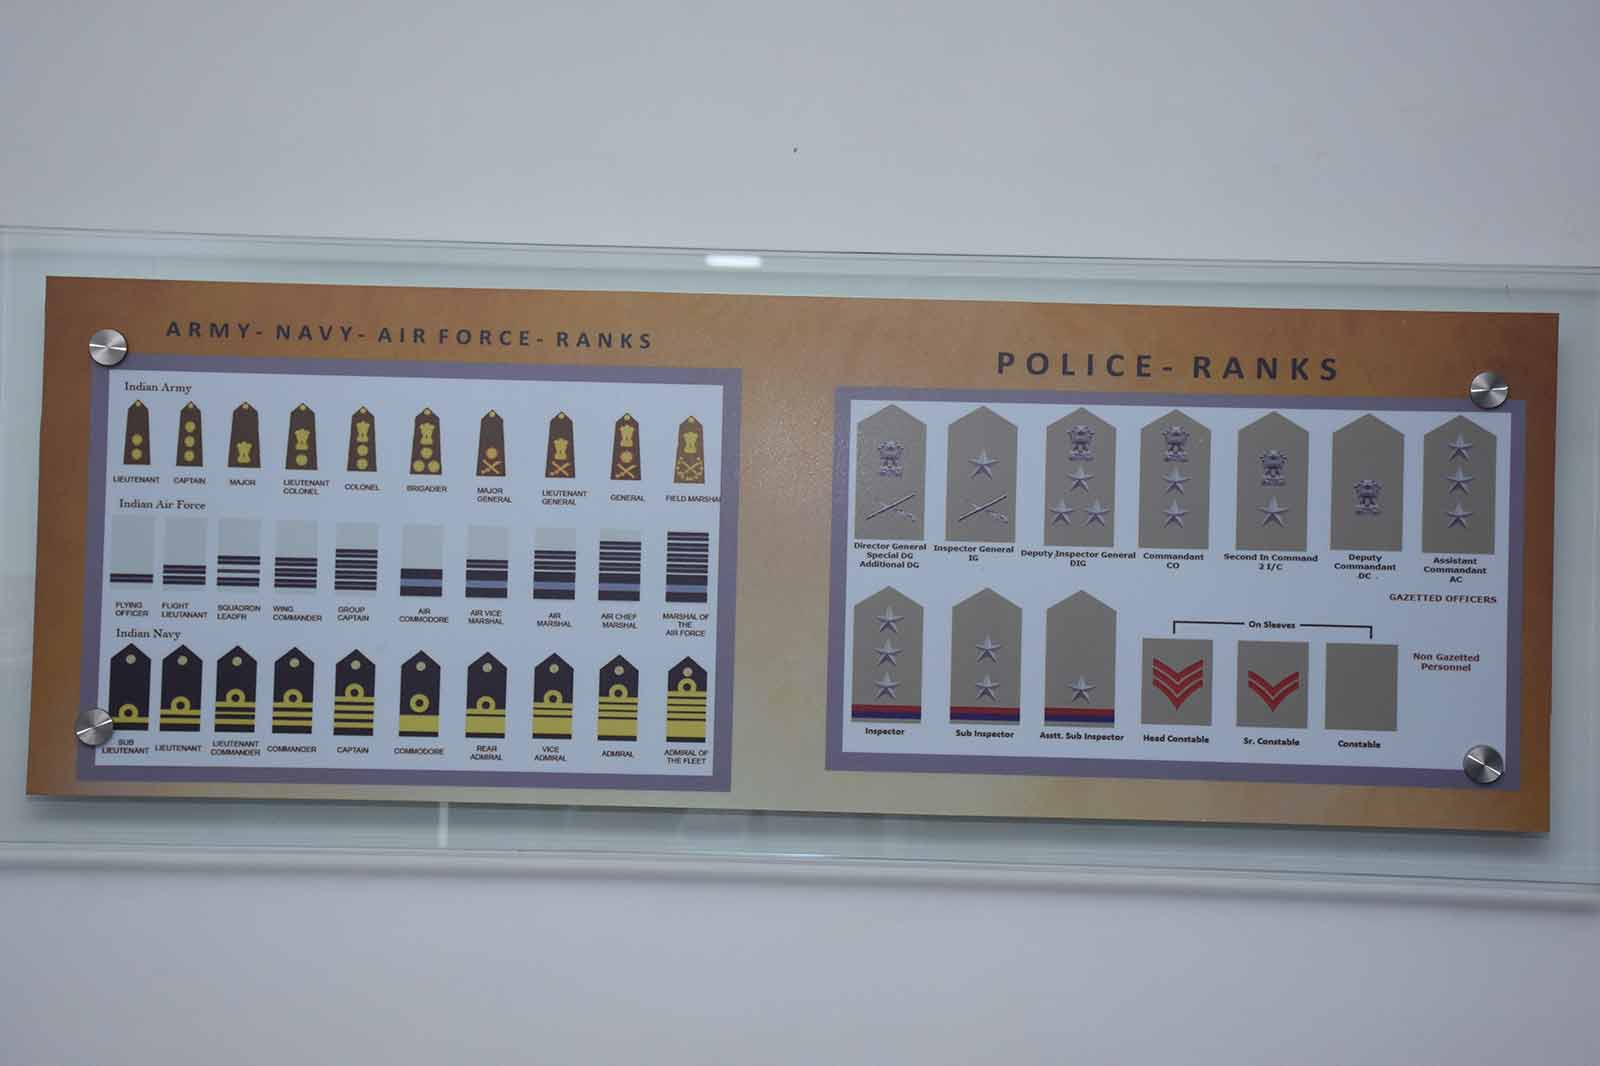 ARMY- NAVY- AIR FORCE- RANKS
Indian Army
LIEUTENANT
CAPTAIN
MAJOR
LIEUTENANT
COLONEL
COLONEL
BRIGADIER
MAJOR
GENERAL
LIEUTENANT
GENERAL
GENERAL
FIELD MARSHAL
Indian Air Force
FLYING
OFFICER
FLIGHT
LIEUTANANT
SQUADRON
LEADER
WING
COMMANDER
GROUP
CAPTAIN
AIR
COMMODORE
AIR VICE
MARSHAL
AIR
MARSHAL
AIR CHIEF
MARSHAL
MARSHAL OF
THE
AIR FORCE
Indian Navy
SUB
LIEUTENANT
LIEUTENANT
LIEUTENANT
COMMANDER
COMMANDER
CAPTAIN
COMMODORE
REAR
ADMIRAL
VICE
ADMIRAL
ADMIRAL
ADMIRAL OF
THE FLEET
POLICE- RANKS
Director General
Special DG
Additional DG
Inspector General
IG
Deputy Inspector General
DIG
Commandant
CO
Second In Command
2 I/C
Deputy
Commandant
DC .
Assistant
Commandant
AC
GAZETTED OFFICERS
On Sleeves
Non Gazetted
Personnel
Inspector
Sub Inspector
Asstt. Sub Inspector
Head Constable
Sr. Constable
Constable